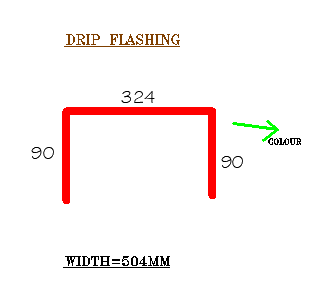 DRIP FLASHING
324
90
90
COLOUR
WIDTH=504MM